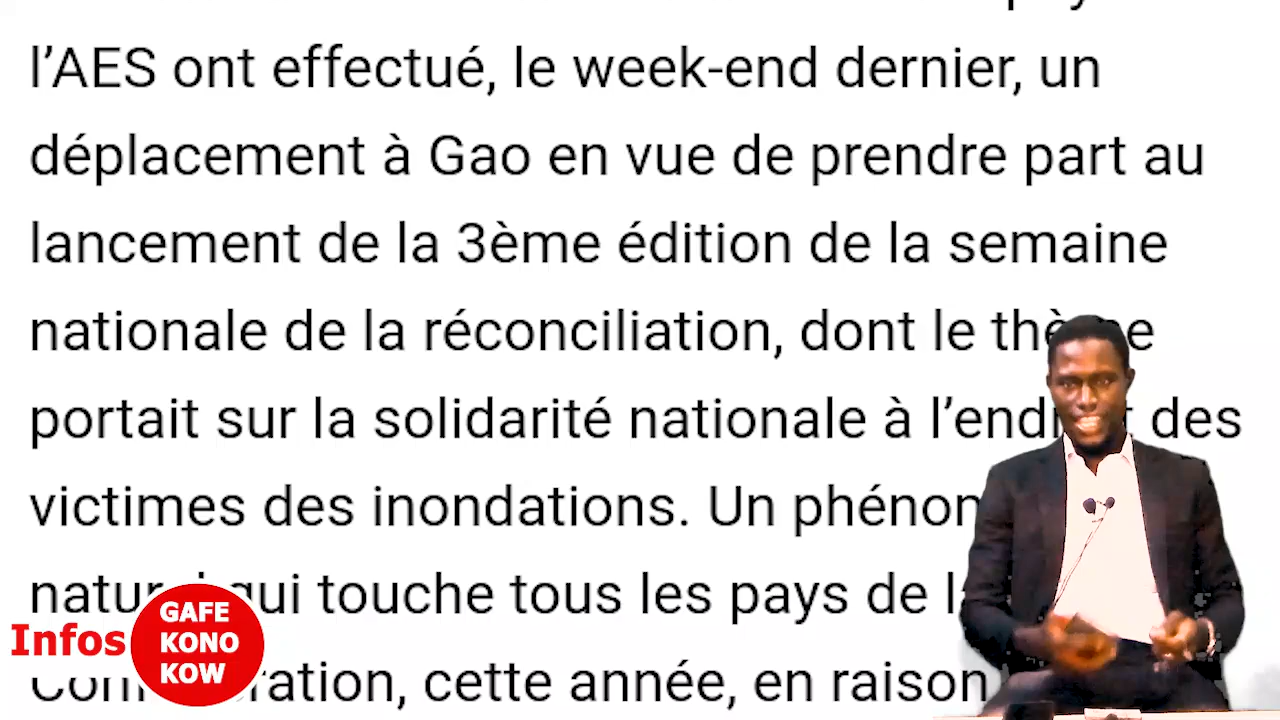 l’AES ont effectué, le week-end dernier, un
déplacement à Gao en vue de prendre part au
lancement de la 3ème édition de la semaine
nationale de la réconciliation, dont le
portait sur la solidarité nationale à des
victimes des inondations. Un
qui touche tous les pays de
cette année, en raison
Infos
GAFE
KONO
KOW